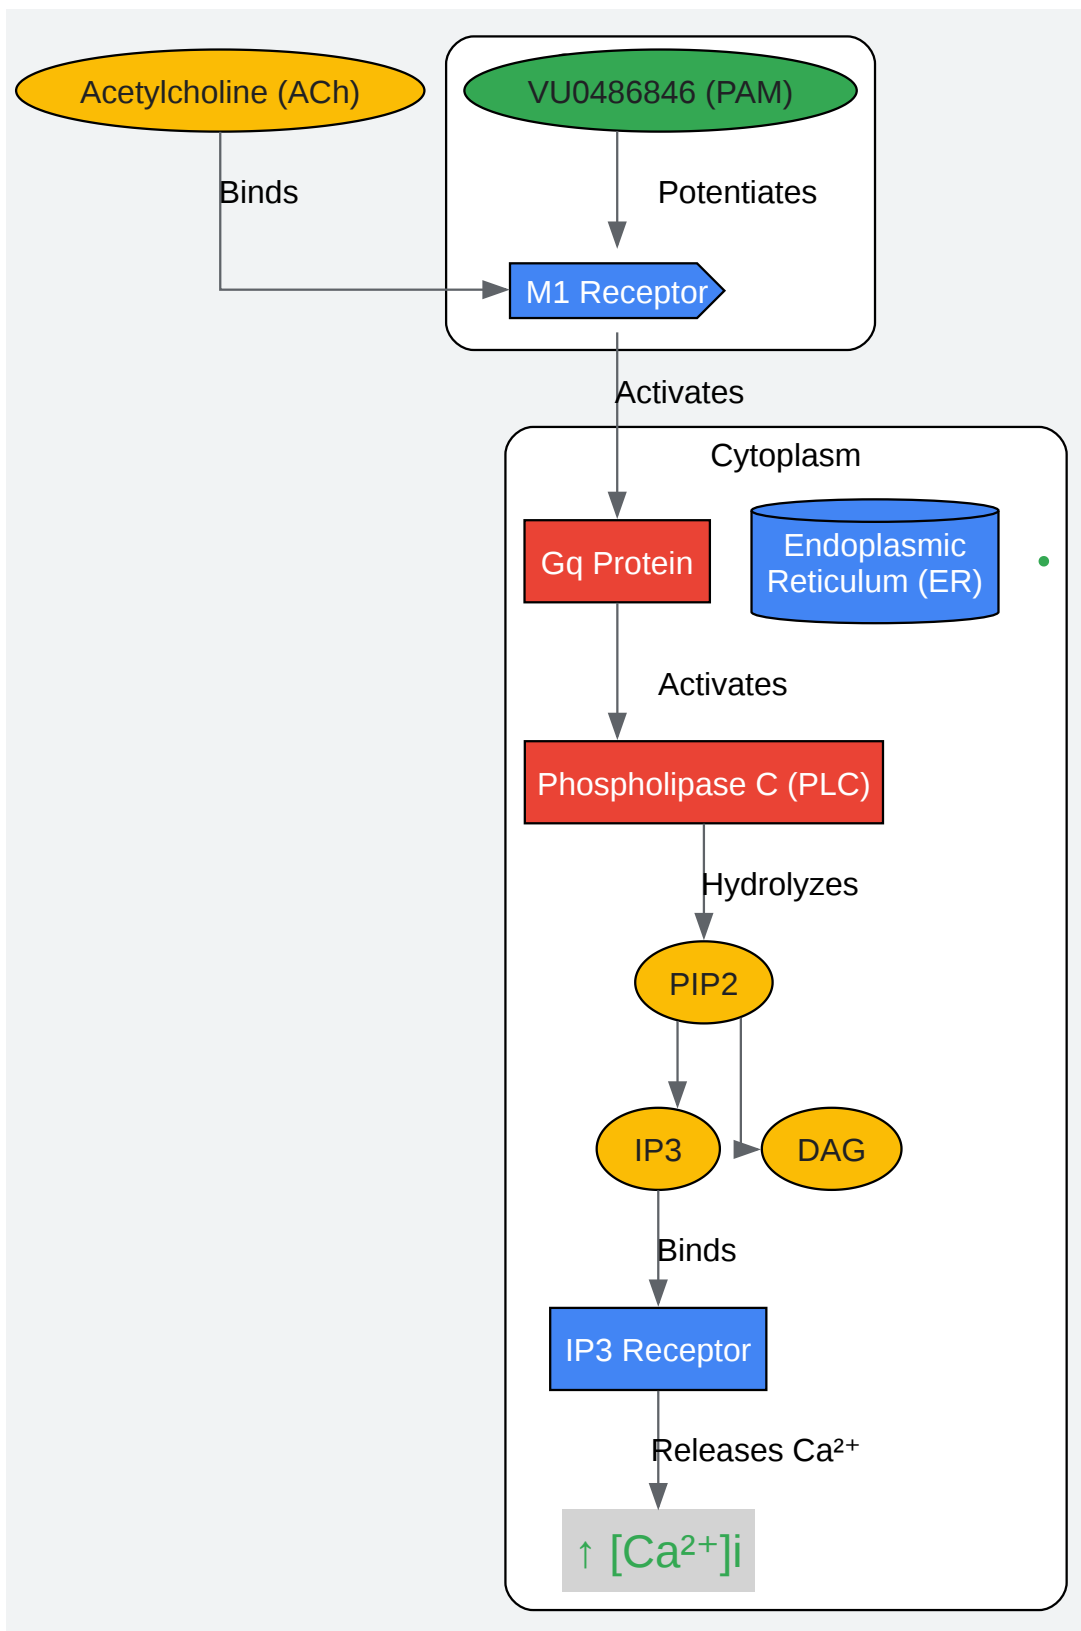 Acetylcholine (ACh)
VU0486846 (PAM)
Binds
Potentiates
M1 Receptor
Activates
Cytoplasm
Gq Protein
Endoplasmic
Reticulum (ER)
Activates
Phospholipase C (PLC)
Hydrolyzes
PIP2
IP3
DAG
Binds
IP3 Receptor
Releases Ca²⁺
↑ [Ca²⁺]i